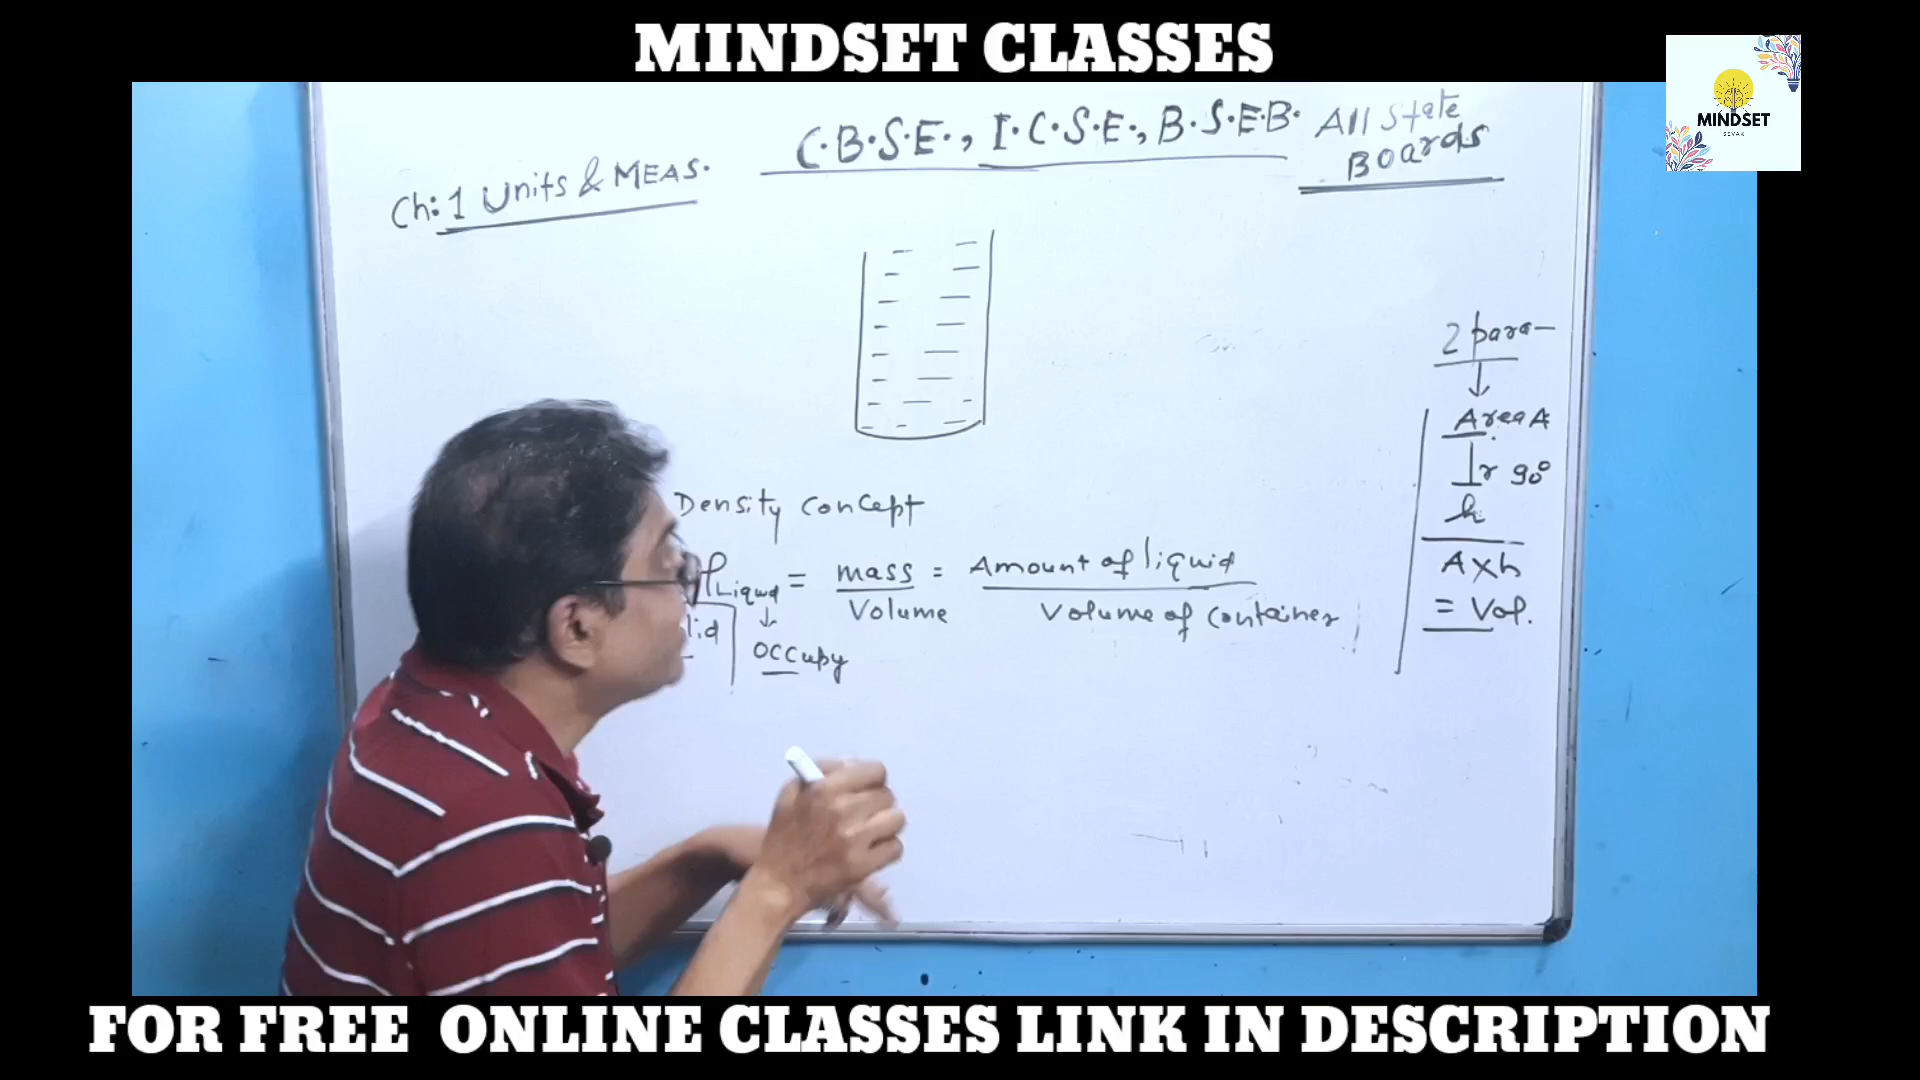 MINDSET CLASSES
MINDSET
SEVAK
C.B.S.E., I.C.S.E., B.S.E.B. All State
Boards
Ch: 1 Units & MEAS.
2 para-
↓
Area A
⊥r 90°
h
A x h
= Vol.
Density concept
ρLiquid = mass = Amount of liquid
Volume Volume of container
↓
occupy
FOR FREE ONLINE CLASSES LINK IN DESCRIPTION